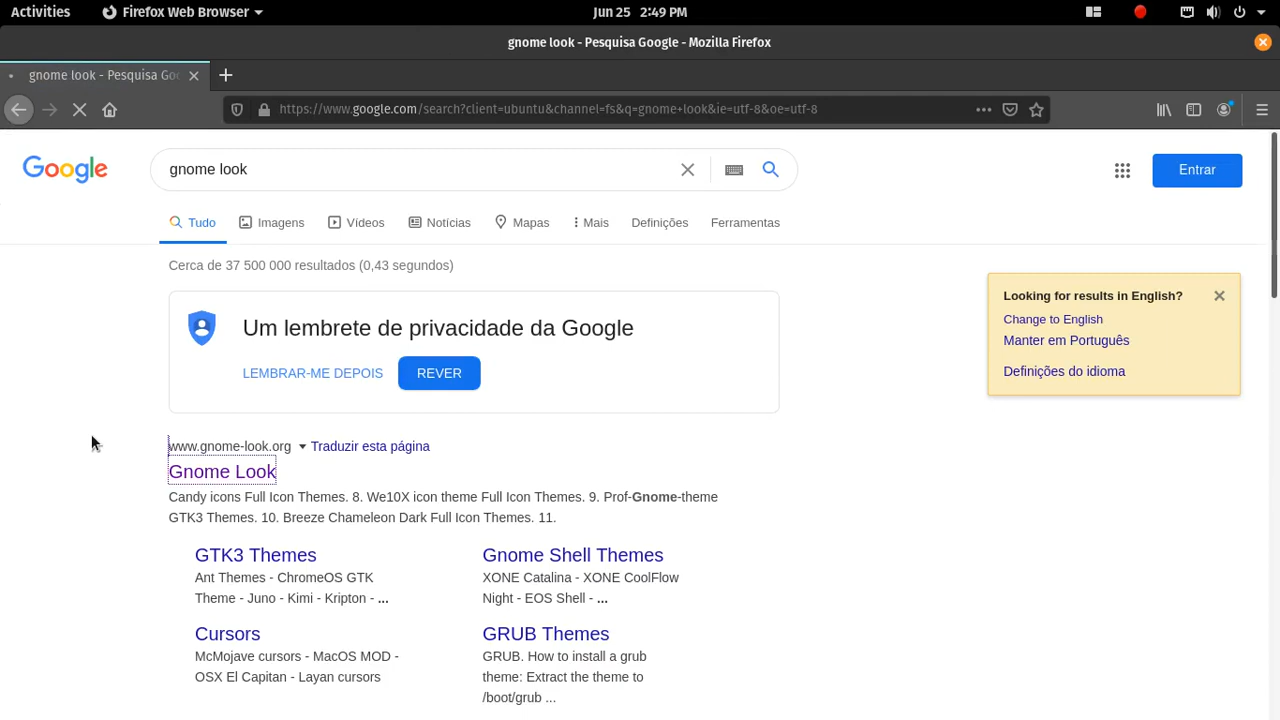 Activities
Firefox Web Browser
Jun 25 2:49 PM
gnome look - Pesquisa Google - Mozilla Firefox
gnome look - Pesquisa Goo
https://www.google.com/search?client=ubuntu&channel=fs&q=gnome+look&ie=utf-8&oe=utf-8
Google
gnome look
Entrar
Tudo
Imagens
Vídeos
Notícias
Mapas
Mais
Definições
Ferramentas
Cerca de 37 500 000 resultados (0,43 segundos)
Looking for results in English?
Change to English
Manter em Português
Definições do idioma
Um lembrete de privacidade da Google
LEMBRAR-ME DEPOIS
REVER
www.gnome-look.org Traduzir esta página
Gnome Look
Candy icons Full Icon Themes. 8. We10X icon theme Full Icon Themes. 9. Prof-Gnome-theme
GTK3 Themes. 10. Breeze Chameleon Dark Full Icon Themes. 11.
GTK3 Themes
Ant Themes - ChromeOS GTK
Theme - Juno - Kimi - Kripton - ...
Gnome Shell Themes
XONE Catalina - XONE CoolFlow
Night - EOS Shell - ...
Cursors
McMojave cursors - MacOS MOD -
OSX El Capitan - Layan cursors
GRUB Themes
GRUB. How to install a grub
theme: Extract the theme to
/boot/grub ...